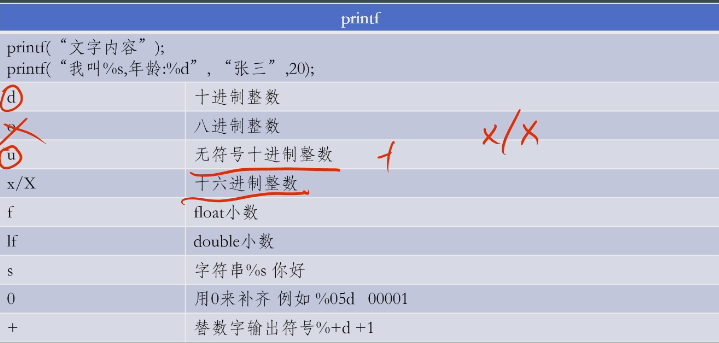 printf
printf(“文字内容”);
printf(“我叫%s,年龄:%d”, “张三”,20);
d 十进制整数
o 八进制整数
u 无符号十进制整数
x/X 十六进制整数
f float小数
lf double小数
s 字符串%s 你好
0 用0来补齐 例如 %05d 00001
+ 替数字输出符号%+d +1
x/X
+